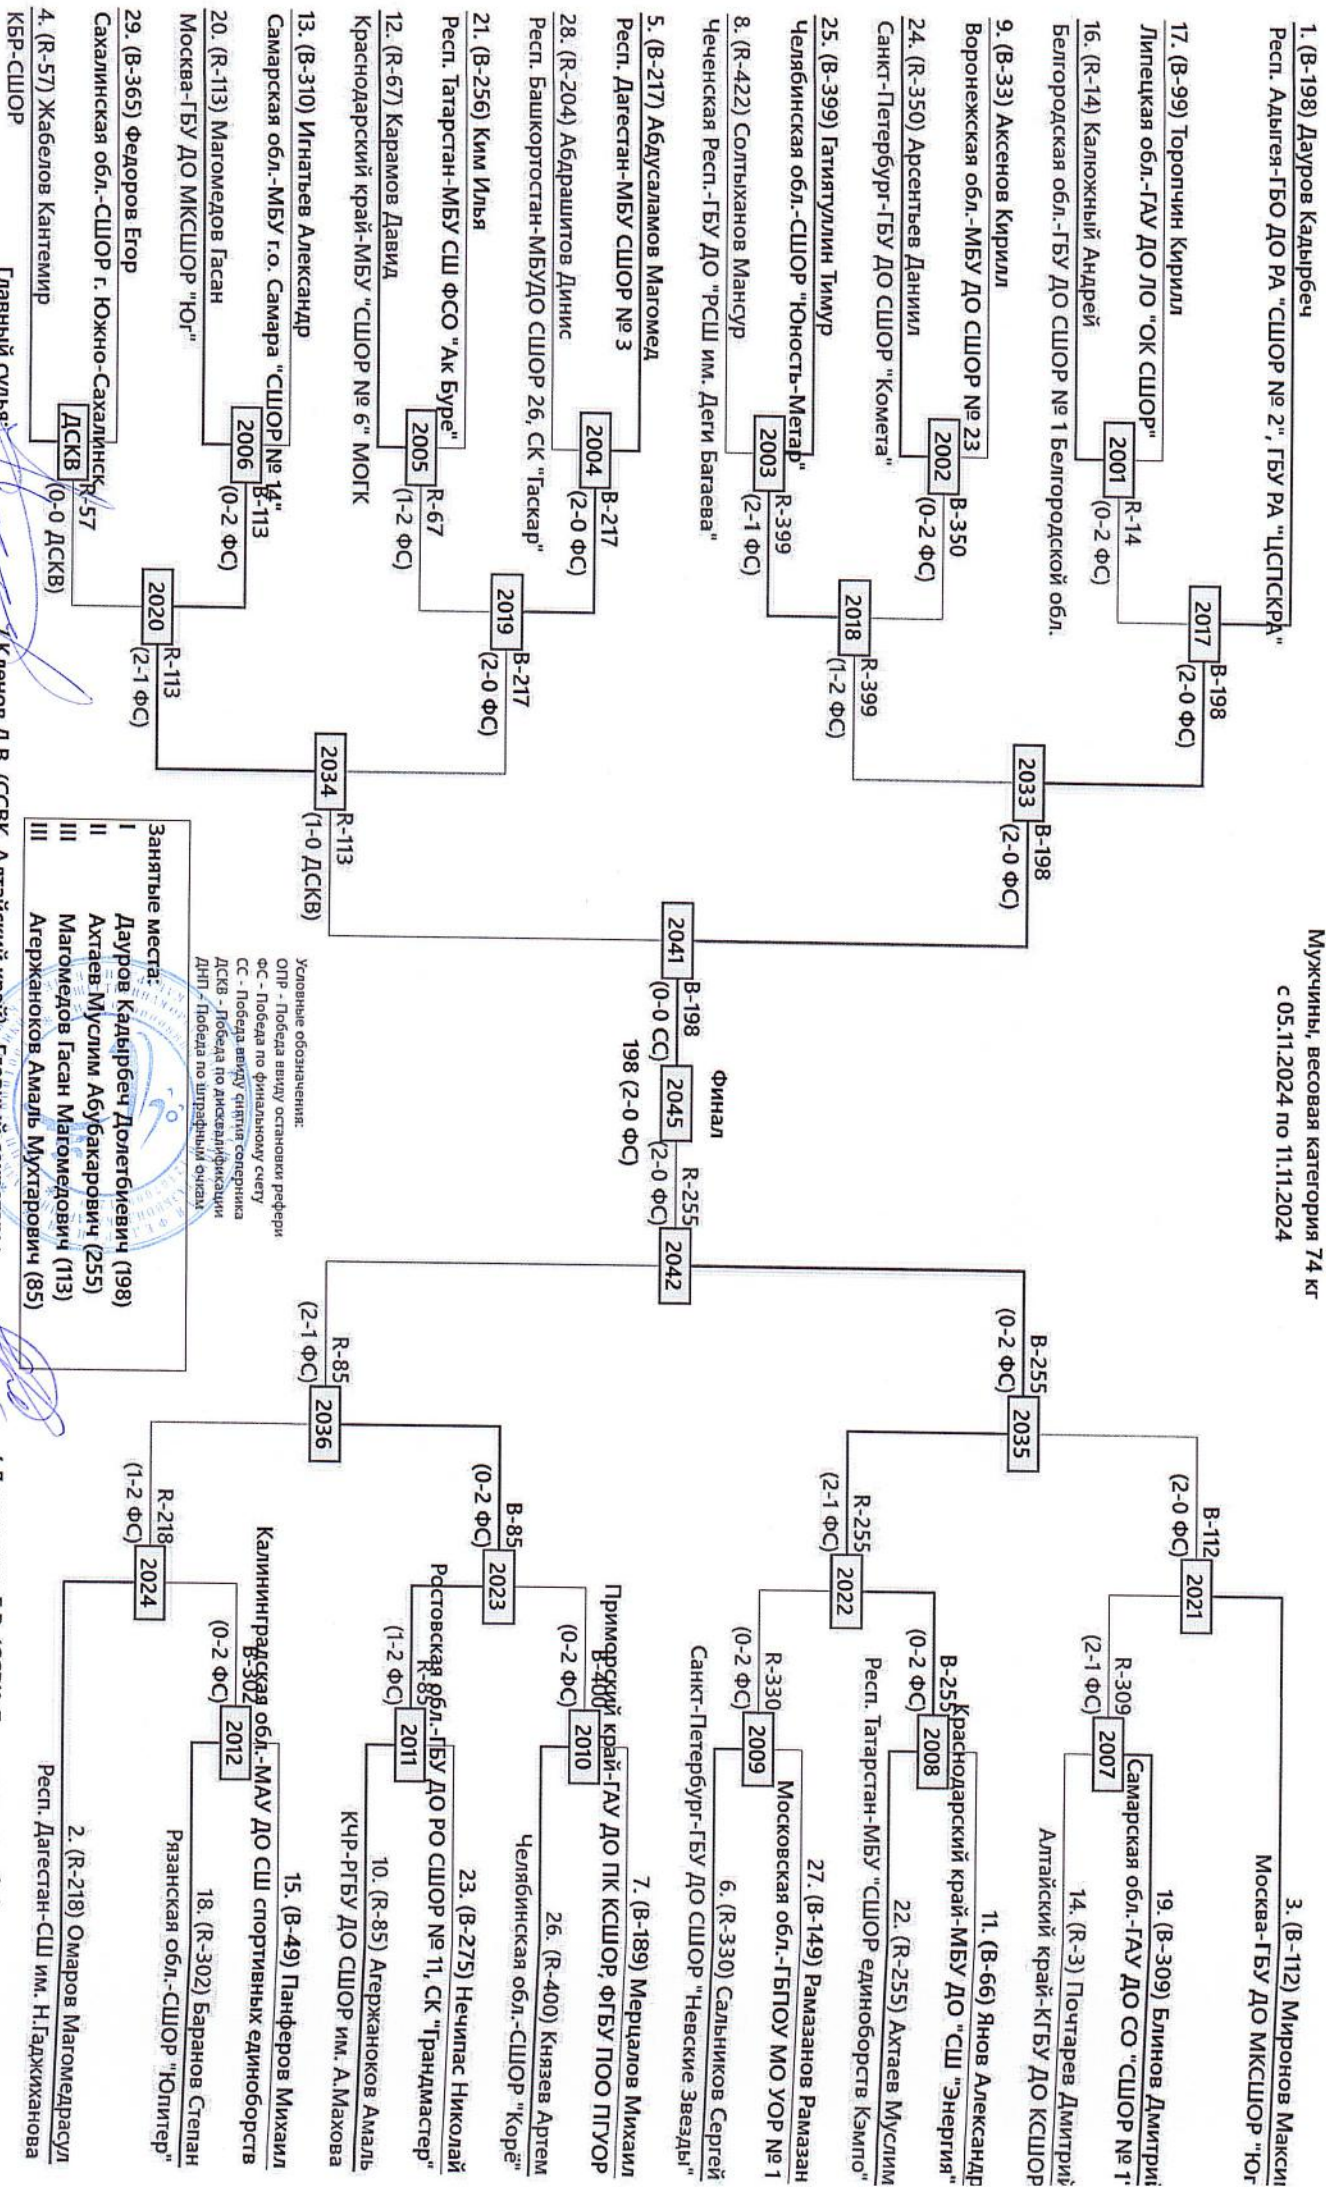 Мужчины, весовая категория 74 кг
с 05.11.2024 по 11.11.2024
1. (B-198) Дауров Кадырбеч
Респ. Адыгея-ГБО ДО РА "СШОР № 2", ГБУ РА "ЦСПСКРА"
17. (B-99) Торопчин Кирилл
Липецкая обл.-ГАУ ДО ЛО "ОК СШОР"
16. (R-14) Калюжный Андрей
Белгородская обл.-ГБУ ДО СШОР № 1 Белгородской обл.
9. (B-33) Аксенов Кирилл
Воронежская обл.-МБУ ДО СШОР № 23
24. (R-350) Арсентьев Даниил
Санкт-Петербург-ГБУ ДО СШОР "Комета"
25. (B-399) Гатиятулин Тимур
Челябинская обл.-СШОР "Юность-Метар"
8. (R-422) Солтыханов Мансур
Чеченская Респ.-ГБУ ДО "РСШ им. Деги Багаева"
5. (B-217) Абдусаламов Магомед
Респ. Дагестан-МБУ СШОР № 3
28. (R-204) Абдрашитов Динис
Респ. Башкортостан-МБУДО СШОР 26, СК "Таскар"
21. (B-256) Ким Илья
Респ. Татарстан-МБУ СШ ФСО "Ак Буре"
12. (R-67) Карамов Давид
Краснодарский край-МБУ "СШОР № 6" МОГК
13. (B-310) Игнатьев Александр
Самарская обл.-МБУ г.о. Самара "СШОР № 14"
20. (R-113) Магомедов Гасан
Москва-ГБУ ДО МКСШОР "Юг"
29. (B-365) Федоров Егор
Сахалинская обл.-СШОР г. Южно-Сахалинск
4. (R-57) Жабелов Кантемир
КБР-СШОР
2001
R-14
(0-2 ФС)
2002
B-350
(0-2 ФС)
2003
R-399
(2-1 ФС)
2004
B-217
(2-0 ФС)
2005
R-67
(1-2 ФС)
2006
B-113
(0-2 ФС)
ДСКВ
R-57
(0-0 ДСКВ)
2017
B-198
(2-0 ФС)
2018
R-399
(1-2 ФС)
2019
B-217
(2-0 ФС)
2020
R-113
(2-1 ФС)
2033
B-198
(2-0 ФС)
2034
R-113
(1-0 ДСКВ)
2041
B-198
(0-0 СС)
Финал
2045
198 (2-0 ФС)
R-255
(2-0 ФС)
2042
B-255
(0-2 ФС)
2035
R-85
(2-1 ФС)
2036
B-112
(2-0 ФС)
2021
R-255
(2-1 ФС)
2022
B-85
(0-2 ФС)
2023
R-218
(1-2 ФС)
2024
R-309
(2-1 ФС)
2007
B-255
(0-2 ФС)
2008
R-330
(0-2 ФС)
2009
B-400
(0-2 ФС)
2010
R-85
(1-2 ФС)
2011
B-302
(0-2 ФС)
2012
3. (B-112) Миронов Макси
Москва-ГБУ ДО МКСШОР "Юг
19. (B-309) Блинов Дмитрий
Самарская обл.-ГАУ ДО СО "СШОР № 1"
14. (R-3) Почтарев Дмитрий
Алтайский край-КГБУ ДО КСШОР
11. (B-66) Янов Александр
Краснодарский край-МБУ ДО "СШ "Энергия"
22. (R-255) Ахтаев Муслим
Респ. Татарстан-МБУ "СШОР единоборств Кэмпо"
27. (B-149) Рамазанов Рамазан
Московская обл.-ГБПОУ МО УОР № 1
6. (R-330) Сальников Сергей
Санкт-Петербург-ГБУ ДО СШОР "Невские Звезды"
7. (B-189) Мерцалов Михаил
Приморский край-ГАУ ДО ПК КСШОР, ФГБУ ПОО ПГУОР
26. (R-400) Князев Артем
Челябинская обл.-СШОР "Корё"
23. (B-275) Нечипас Николай
Ростовская обл.-ГБУ ДО РО СШОР № 11, СК "Грандмастер"
10. (R-85) Агержаноков Амаль
КЧР-РГБУ ДО СШОР им. А.Махова
15. (B-49) Панферов Михаил
Калининградская обл.-МАУ ДО СШ спортивных единоборств
18. (R-302) Баранов Степан
Рязанская обл.-СШОР "Юпитер"
2. (R-218) Омаров Магомедрасул
Респ. Дагестан-СШ им. Н.Гаджиханова
Условные обозначения:
ОПР - Победа ввиду остановки рефери
ФС - Победа по финальному счету
СС - Победа ввиду снятия соперника
ДСКВ - Победа по дисквалификации
ДНП - Победа по штрафным очкам
Занятые места:
I Дауров Кадырбеч Долетбиевич (198)
II Ахтаев Муслим Абубакарович (255)
III Магомедов Гасан Магомедович (113)
III Агержаноков Амаль Мухтарович (85)
Главный судья: